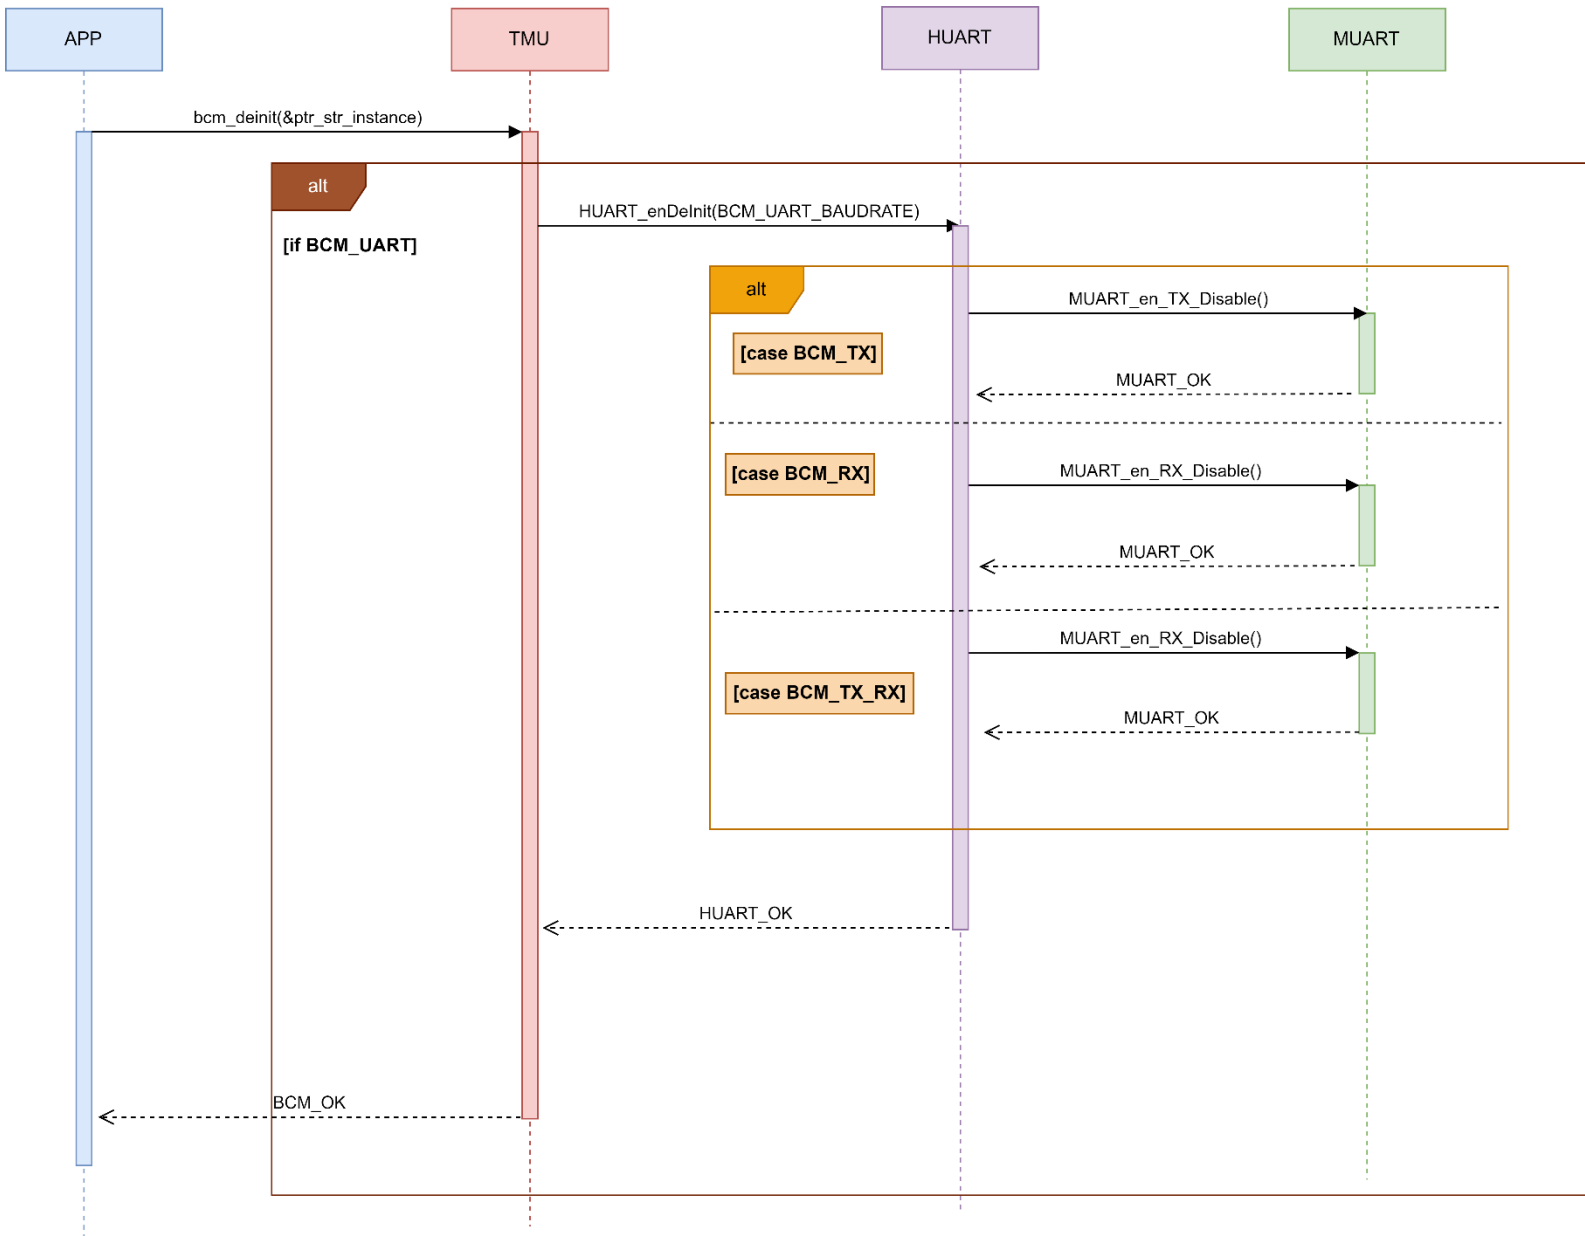 APP
TMU
HUART
MUART
bcm_deinit(&ptr_str_instance)
alt
HUART_enDeInit(BCM_UART_BAUDRATE)
[if BCM_UART]
alt
MUART_en_TX_Disable()
[case BCM_TX]
MUART_OK
[case BCM_RX]
MUART_en_RX_Disable()
MUART_OK
MUART_en_RX_Disable()
[case BCM_TX_RX]
MUART_OK
HUART_OK
BCM_OK